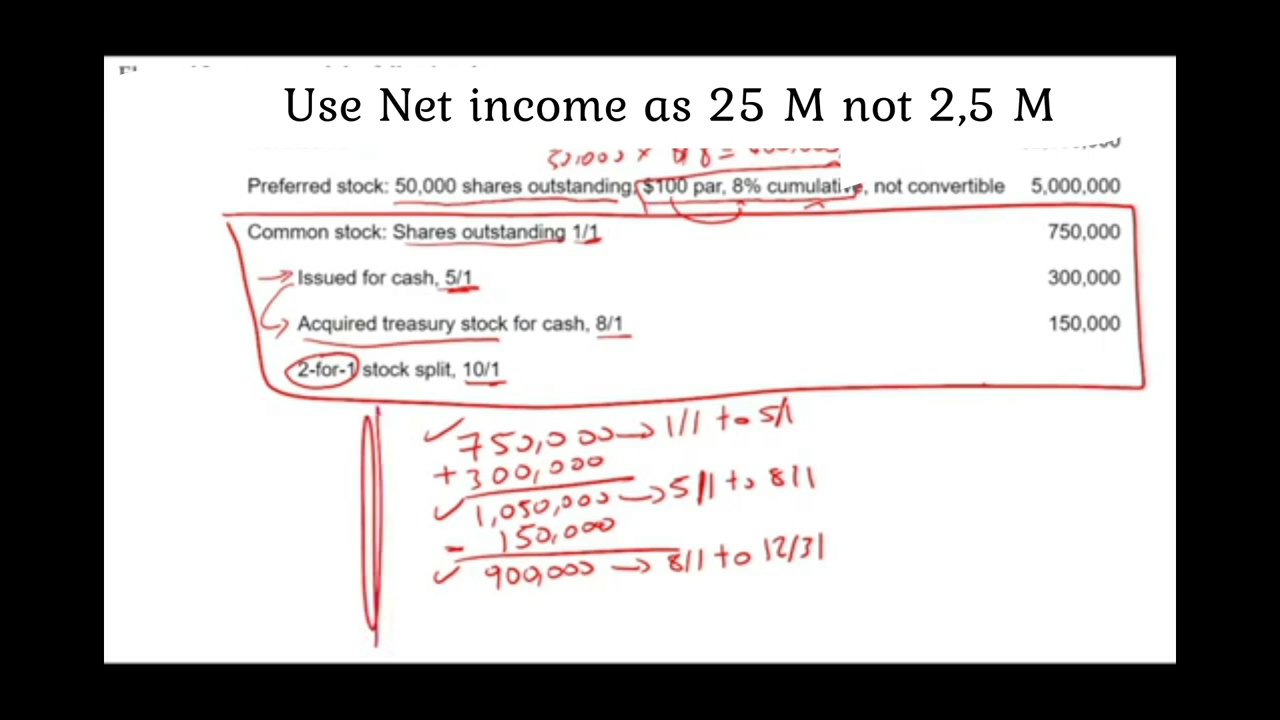 Use Net income as 25 M not 2,5 M
Preferred stock: 50,000 shares outstanding, $100 par, 8% cumulative, not convertible 5,000,000
Common stock: Shares outstanding 1/1 750,000
Issued for cash, 5/1 300,000
Acquired treasury stock for cash, 8/1 150,000
2-for-1 stock split, 10/1
750,000 → 1/1 to 5/1
+ 300,000
1,050,000 → 5/1 to 8/1
- 150,000
900,000 → 8/1 to 12/31